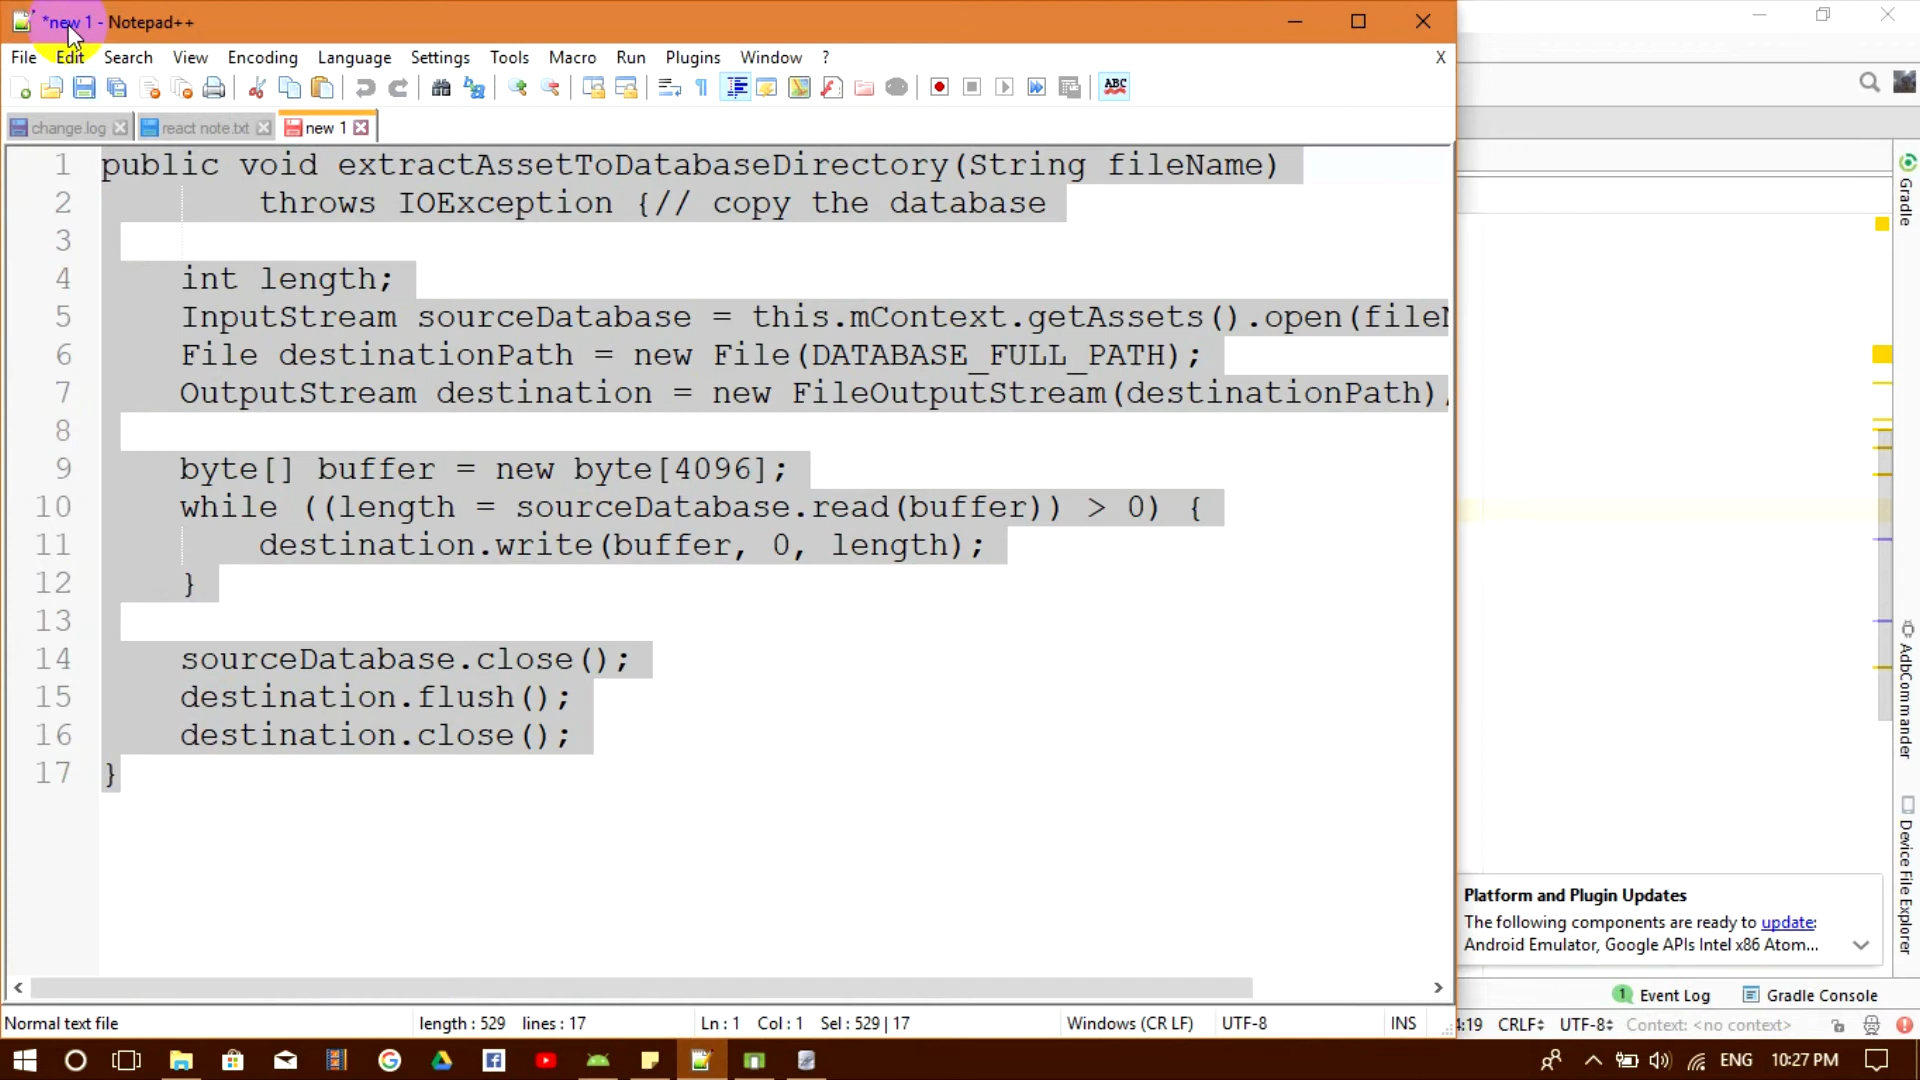 *new 1 - Notepad++
File Edit Search View Encoding Language Settings Tools Macro Run Plugins Window ? X
ABC
change.log react note.txt new 1
1 public void extractAssetToDatabaseDirectory(String fileName)
2 throws IOException {// copy the database
3
4 int length;
5 InputStream sourceDatabase = this.mContext.getAssets().open(fileN
6 File destinationPath = new File(DATABASE_FULL_PATH);
7 OutputStream destination = new FileOutputStream(destinationPath);
8
9 byte[] buffer = new byte[4096];
10 while ((length = sourceDatabase.read(buffer)) > 0) {
11 destination.write(buffer, 0, length);
12 }
13
14 sourceDatabase.close();
15 destination.flush();
16 destination.close();
17 }
Gradle
AdbCommander
Device File Explorer
Platform and Plugin Updates
The following components are ready to update:
Android Emulator, Google APIs Intel x86 Atom...
1 Event Log Gradle Console
Normal text file length : 529 lines : 17 Ln : 1 Col : 1 Sel : 529 | 17 Windows (CR LF) UTF-8 INS
4:19 CRLF UTF-8 Context: <no context>
ENG 10:27 PM